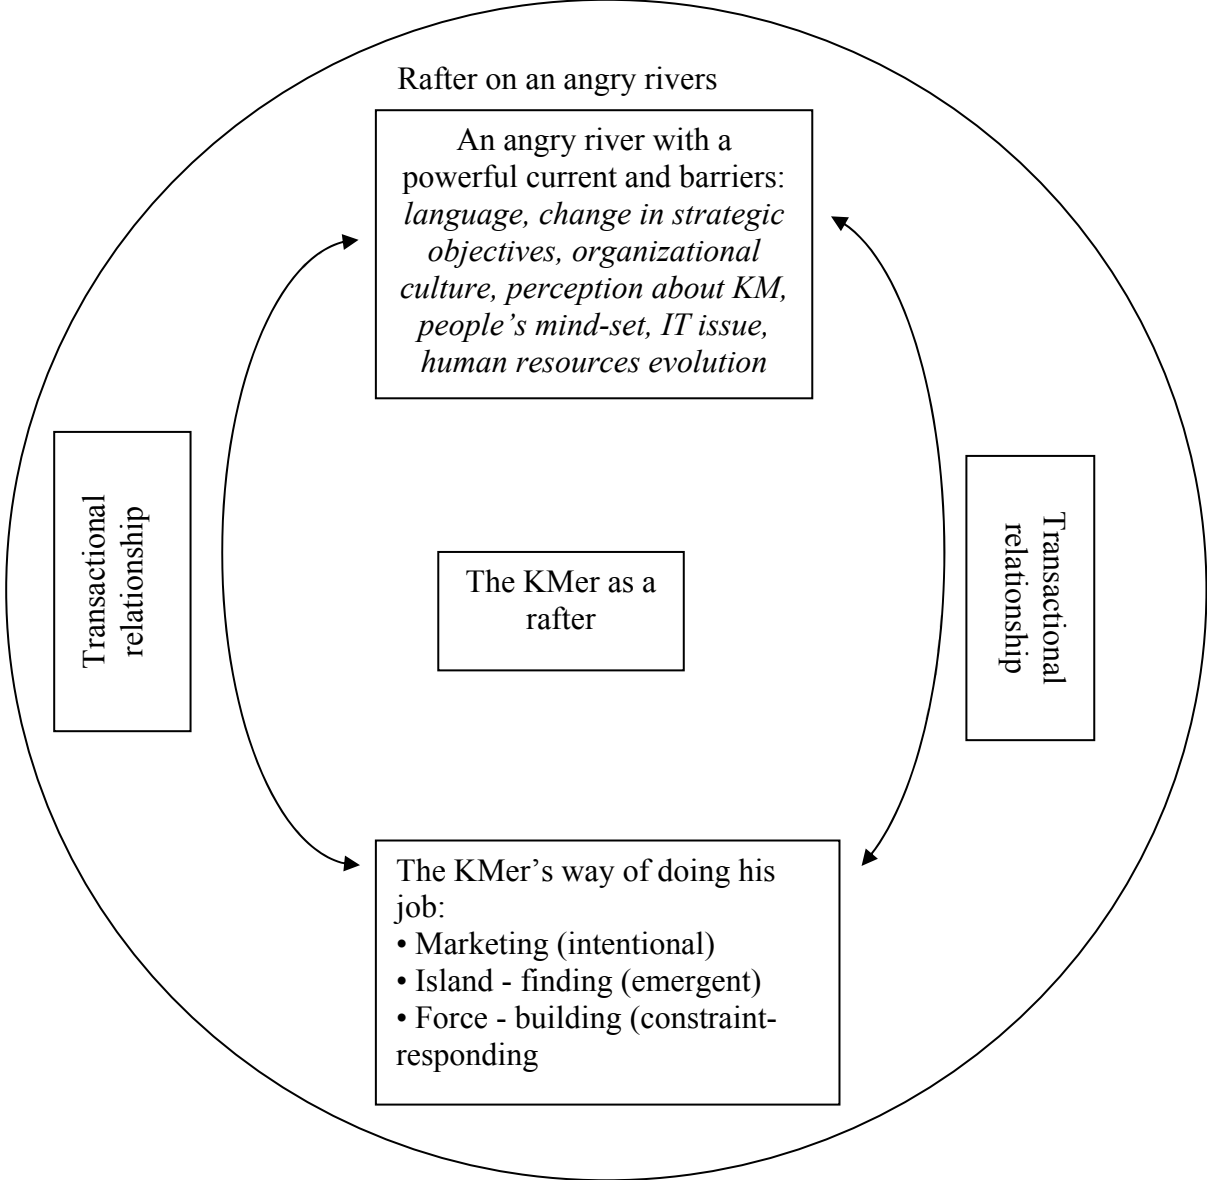 Rafter on an angry rivers
An angry river with a
powerful current and barriers:
language, change in strategic
objectives, organizational
culture, perception about KM,
people’s mind-set, IT issue,
human resources evolution
Transactional
relationship
The KMer as a
rafter
Transactional
relationship
The KMer’s way of doing his
job:
• Marketing (intentional)
• Island - finding (emergent)
• Force - building (constraint-
responding